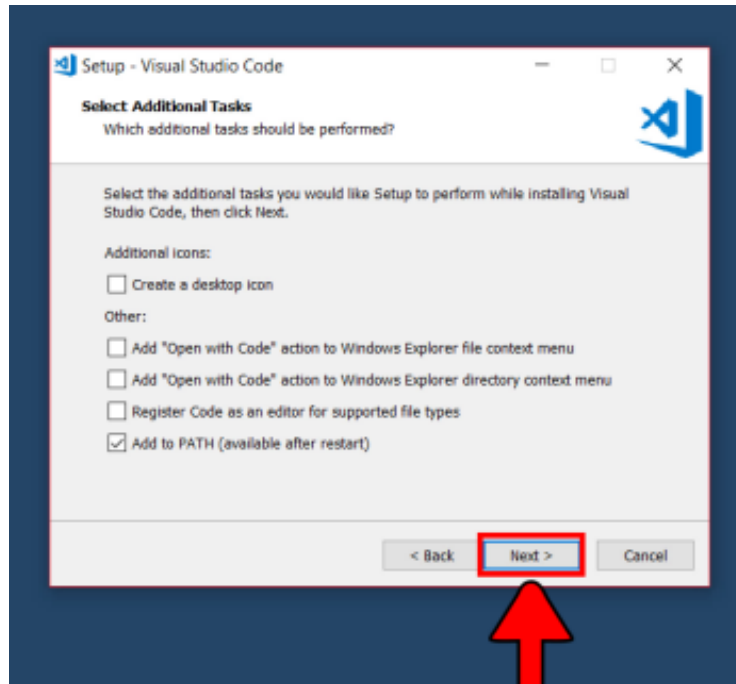 Setup - Visual Studio Code
Select Additional Tasks
Which additional tasks should be performed?
Select the additional tasks you would like Setup to perform while installing Visual
Studio Code, then click Next.
Additional icons:
Create a desktop icon
Other:
Add "Open with Code" action to Windows Explorer file context menu
Add "Open with Code" action to Windows Explorer directory context menu
Register Code as an editor for supported file types
Add to PATH (available after restart)
< Back Next > Cancel